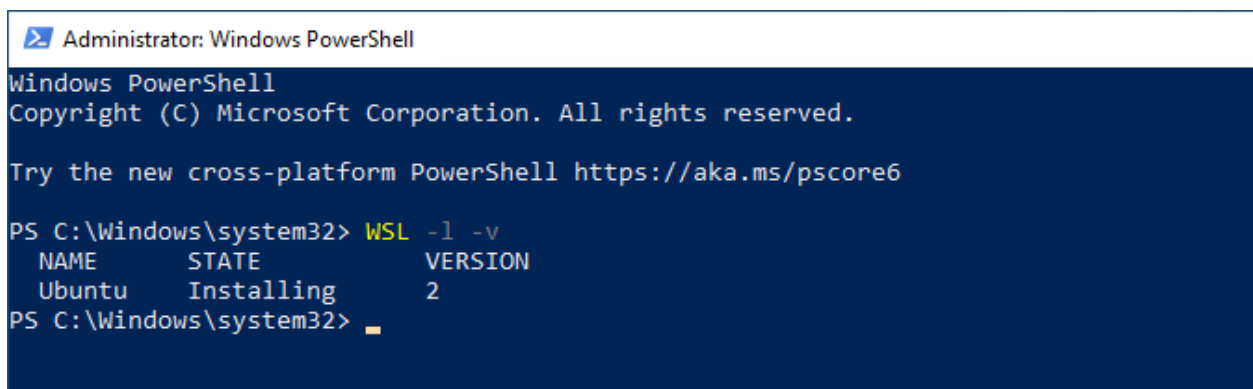 Administrator: Windows PowerShell
Windows PowerShell
Copyright (C) Microsoft Corporation. All rights reserved.
Try the new cross-platform PowerShell https://aka.ms/pscore6
PS C:\Windows\system32> WSL -l -v
NAME STATE VERSION
Ubuntu Installing 2
PS C:\Windows\system32>